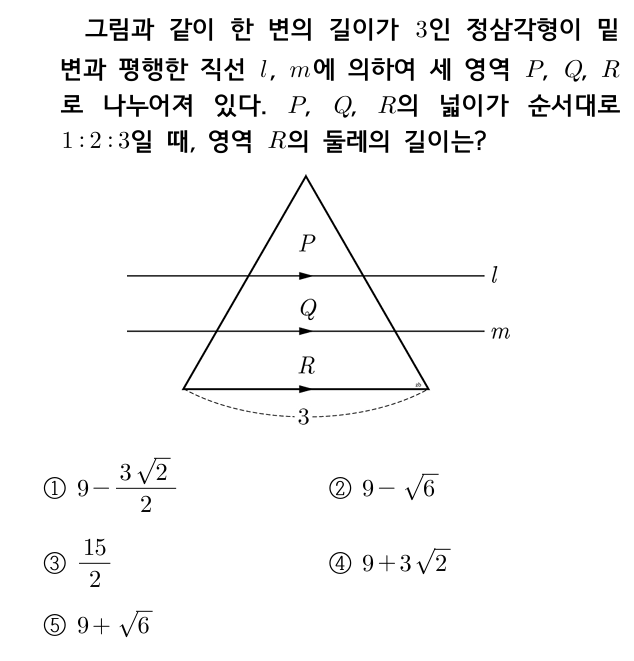 그림과 같이 한 변의 길이가 3인 정삼각형이 밑
변과 평행한 직선 l, m에 의하여 세 영역 P, Q, R
로 나누어져 있다. P, Q, R의 넓이가 순서대로
1 : 2 : 3일 때, 영역 R의 둘레의 길이는?
P
l
Q
m
R
3
① 9 - \frac{3\sqrt{2}}{2} ② 9 - \sqrt{6}
③ \frac{15}{2} ④ 9 + 3\sqrt{2}
⑤ 9 + \sqrt{6}